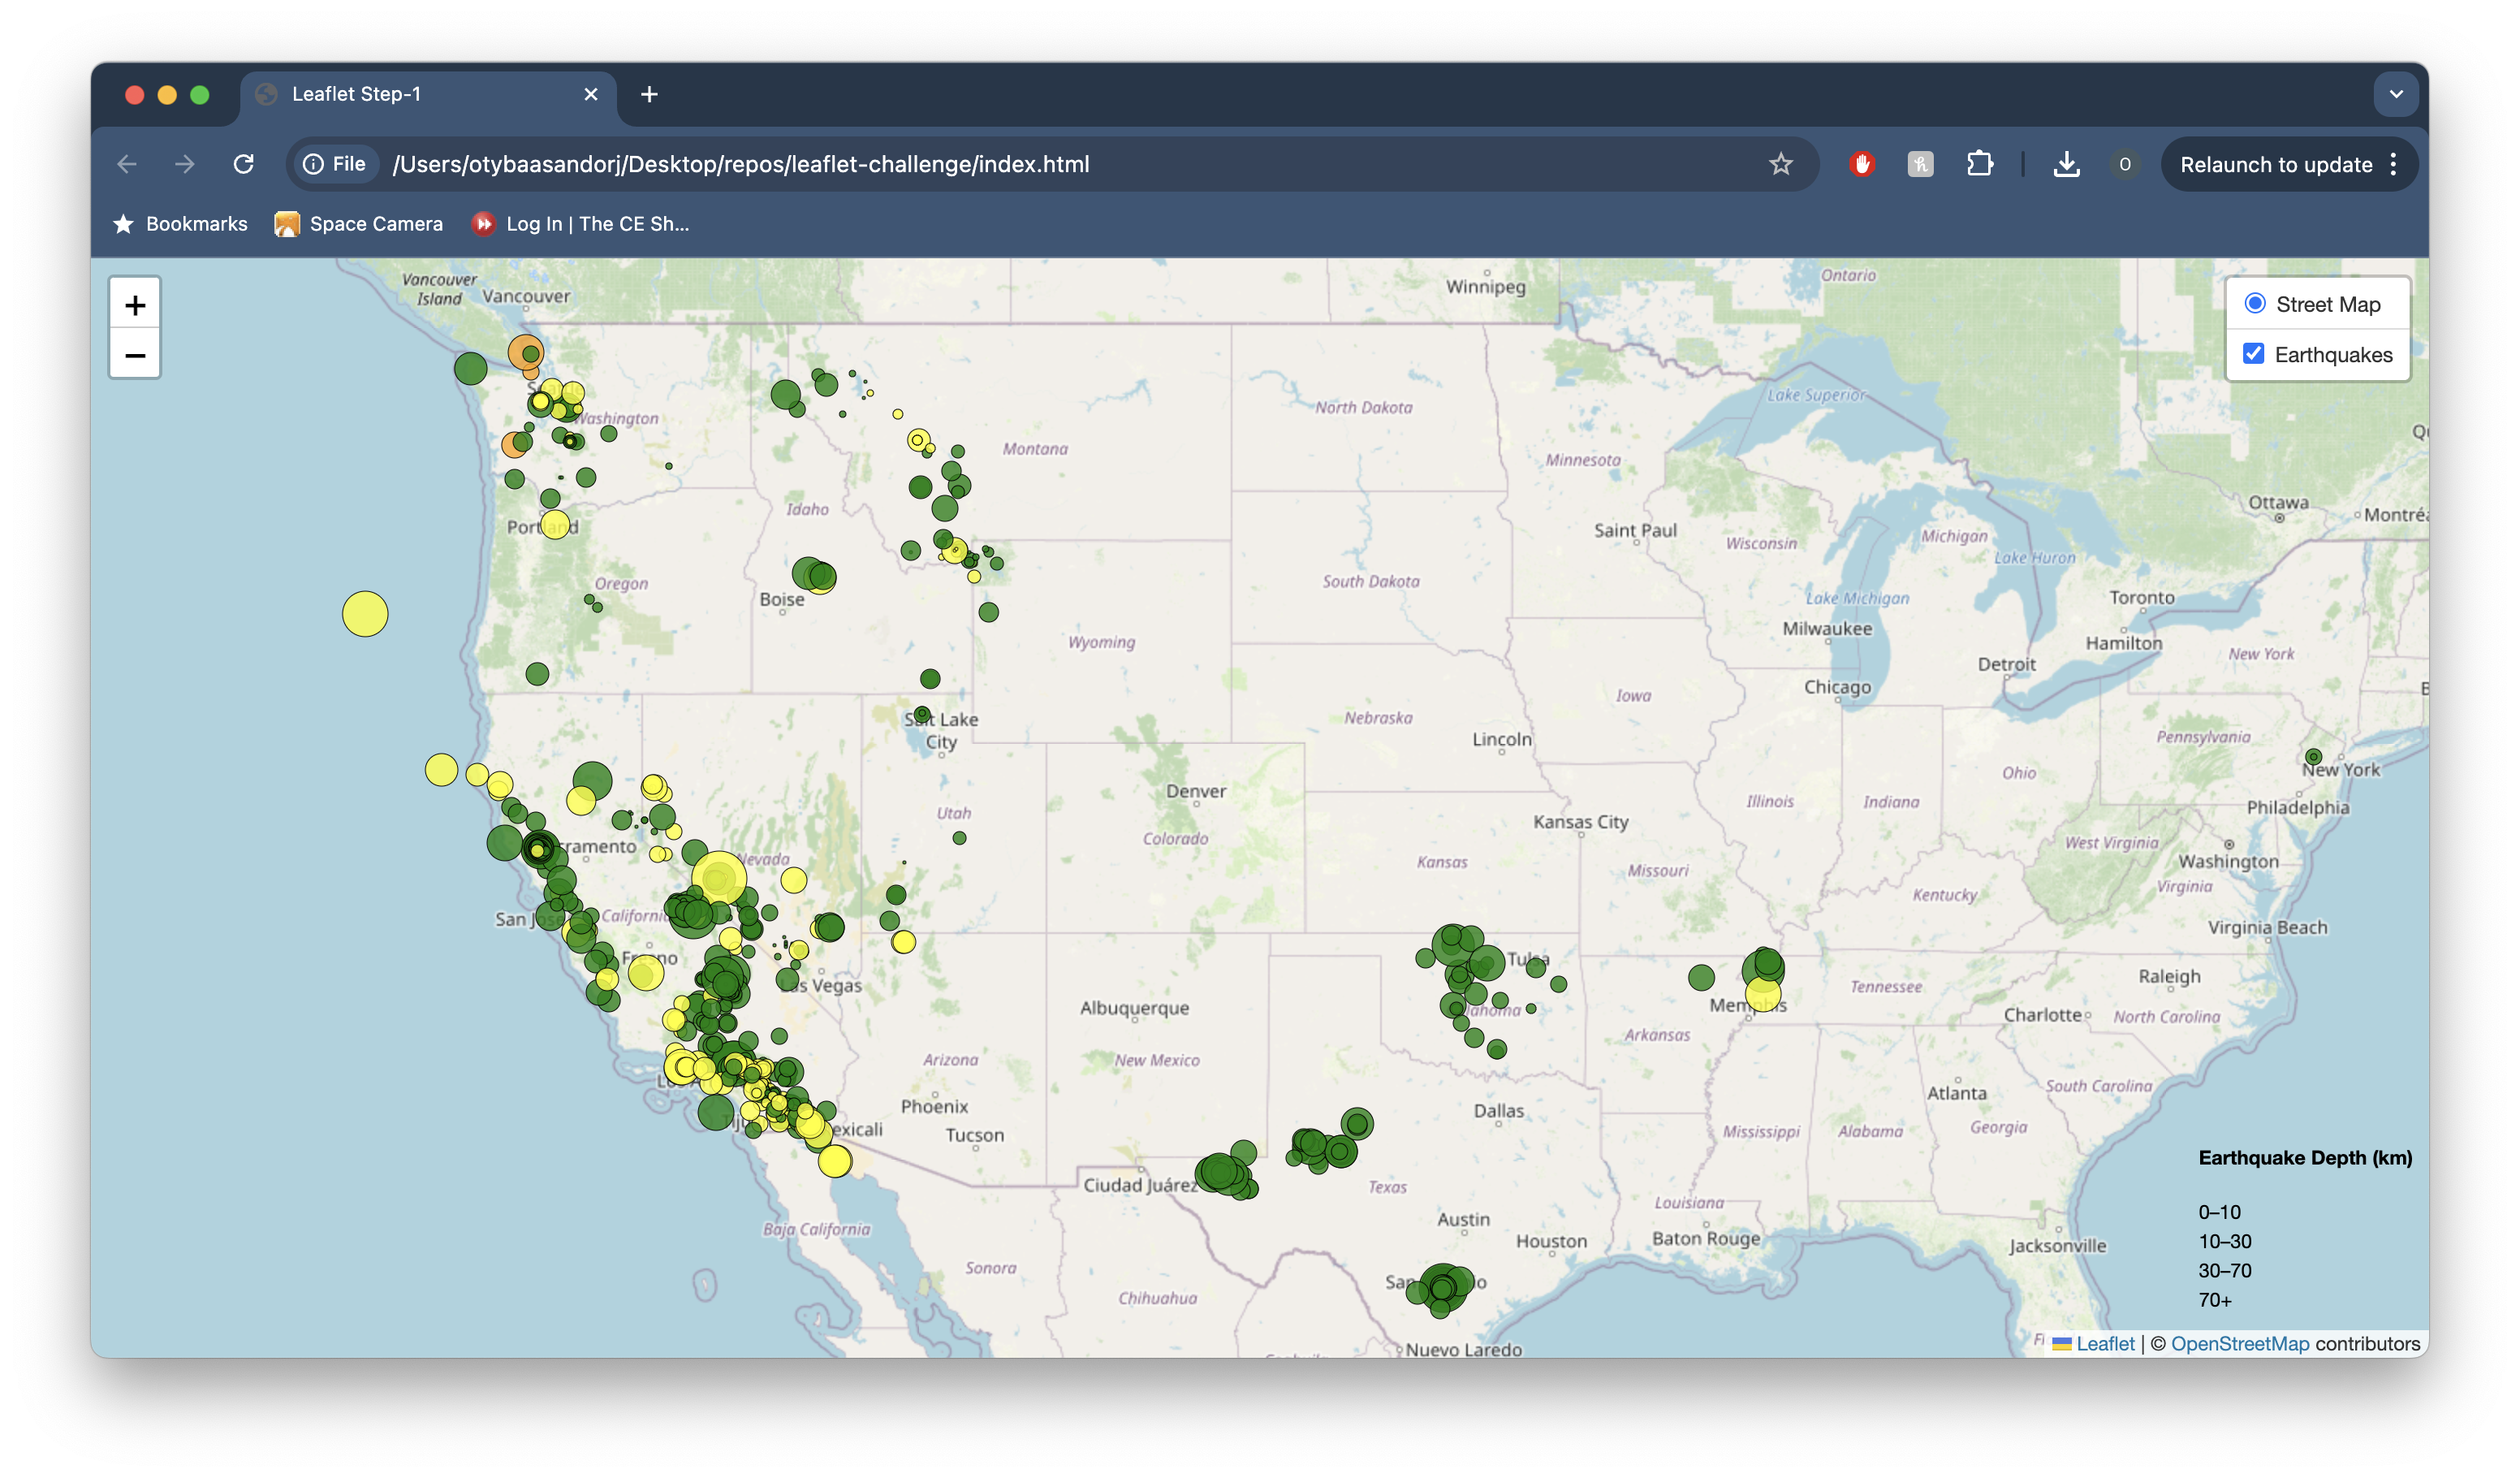 Leaflet Step-1
File /Users/otybaasandorj/Desktop/repos/leaflet-challenge/index.html
Relaunch to update
Bookmarks
Space Camera
Log In | The CE Sh...
+
−
Street Map
Earthquakes
Vancouver
Island
Vancouver
Winnipeg
Ontario
Washington
North Dakota
Lake Superior
Montana
Minnesota
Ottawa
Montréa
Idaho
Portland
Saint Paul
Wisconsin
Michigan
Lake Huron
Oregon
Boise
South Dakota
Lake Michigan
Toronto
Wyoming
Milwaukee
Hamilton
New York
Detroit
Chicago
Iowa
Nebraska
Salt Lake
City
Lincoln
Pennsylvania
New York
Ohio
Denver
Illinois
Indiana
Philadelphia
Utah
Kansas City
Colorado
ramento
Nevada
Kansas
Missouri
West Virginia
Washington
Virginia
Kentucky
San Jose
California
Virginia Beach
Fresno
Tulsa
Las Vegas
Raleigh
Tennessee
Albuquerque
Memphis
Charlotte
North Carolina
lahoma
Arkansas
Arizona
New Mexico
South Carolina
Atlanta
Phoenix
Dallas
Georgia
Tij
exicali
Tucson
Mississippi
Alabama
Ciudad Juárez
Texas
Louisiana
Austin
Houston
Baton Rouge
Jacksonville
Baja California
Sonora
San
o
Chihuahua
Nuevo Laredo
Earthquake Depth (km)
0–10
10–30
30–70
70+
Leaflet | © OpenStreetMap contributors